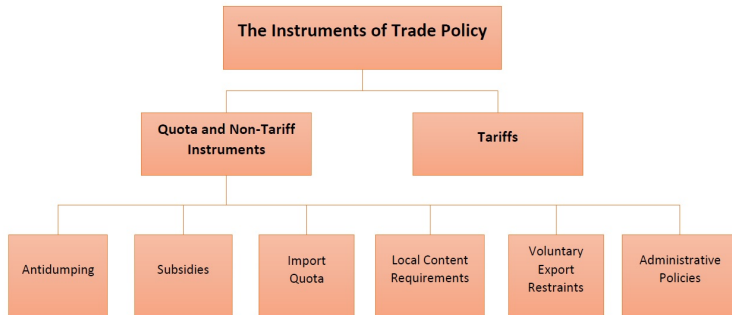 The Instruments of Trade Policy
Quota and Non-Tariff
Instruments
Tariffs
Antidumping
Subsidies
Import
Quota
Local Content
Requirements
Voluntary
Export
Restraints
Administrative
Policies